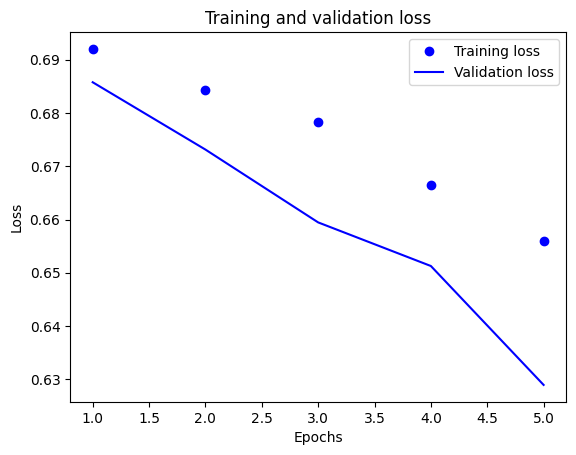 Training and validation loss
Training loss
Validation loss
0.69
0.68
0.67
0.66
0.65
0.64
0.63
Loss
1.0 1.5 2.0 2.5 3.0 3.5 4.0 4.5 5.0
Epochs